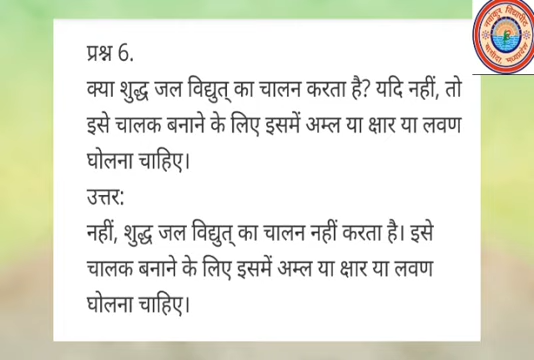 प्रश्न 6.
क्या शुद्ध जल विद्युत् का चालन करता है? यदि नहीं, तो
इसे चालक बनाने के लिए इसमें अम्ल या क्षार या लवण
घोलना चाहिए।
उत्तर:
नहीं, शुद्ध जल विद्युत् का चालन नहीं करता है। इसे
चालक बनाने के लिए इसमें अम्ल या क्षार या लवण
घोलना चाहिए।